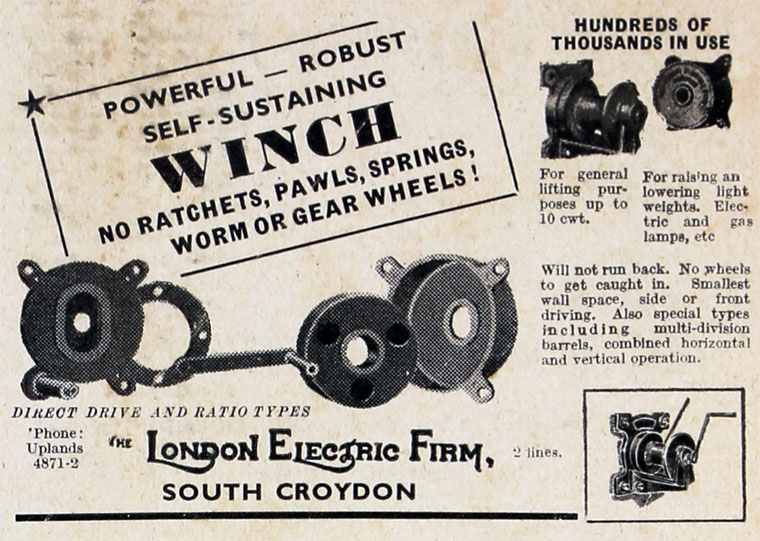 POWERFUL — ROBUST
SELF-SUSTAINING
WINCH
NO RATCHETS, PAWLS, SPRINGS,
WORM OR GEAR WHEELS!
HUNDREDS OF
THOUSANDS IN USE
For general
lifting pur-
poses up to
10 cwt.
For raising an
lowering light
weights. Elec-
tric and gas
lamps, etc
Will not run back. No wheels
to get caught in. Smallest
wall space, side or front
driving. Also special types
including multi-division
barrels, combined horizontal
and vertical operation.
DIRECT DRIVE AND RATIO TYPES
'Phone:
Uplands
4871-2
THE LONDON ELECTRIC FIRM,
2 lines.
SOUTH CROYDON